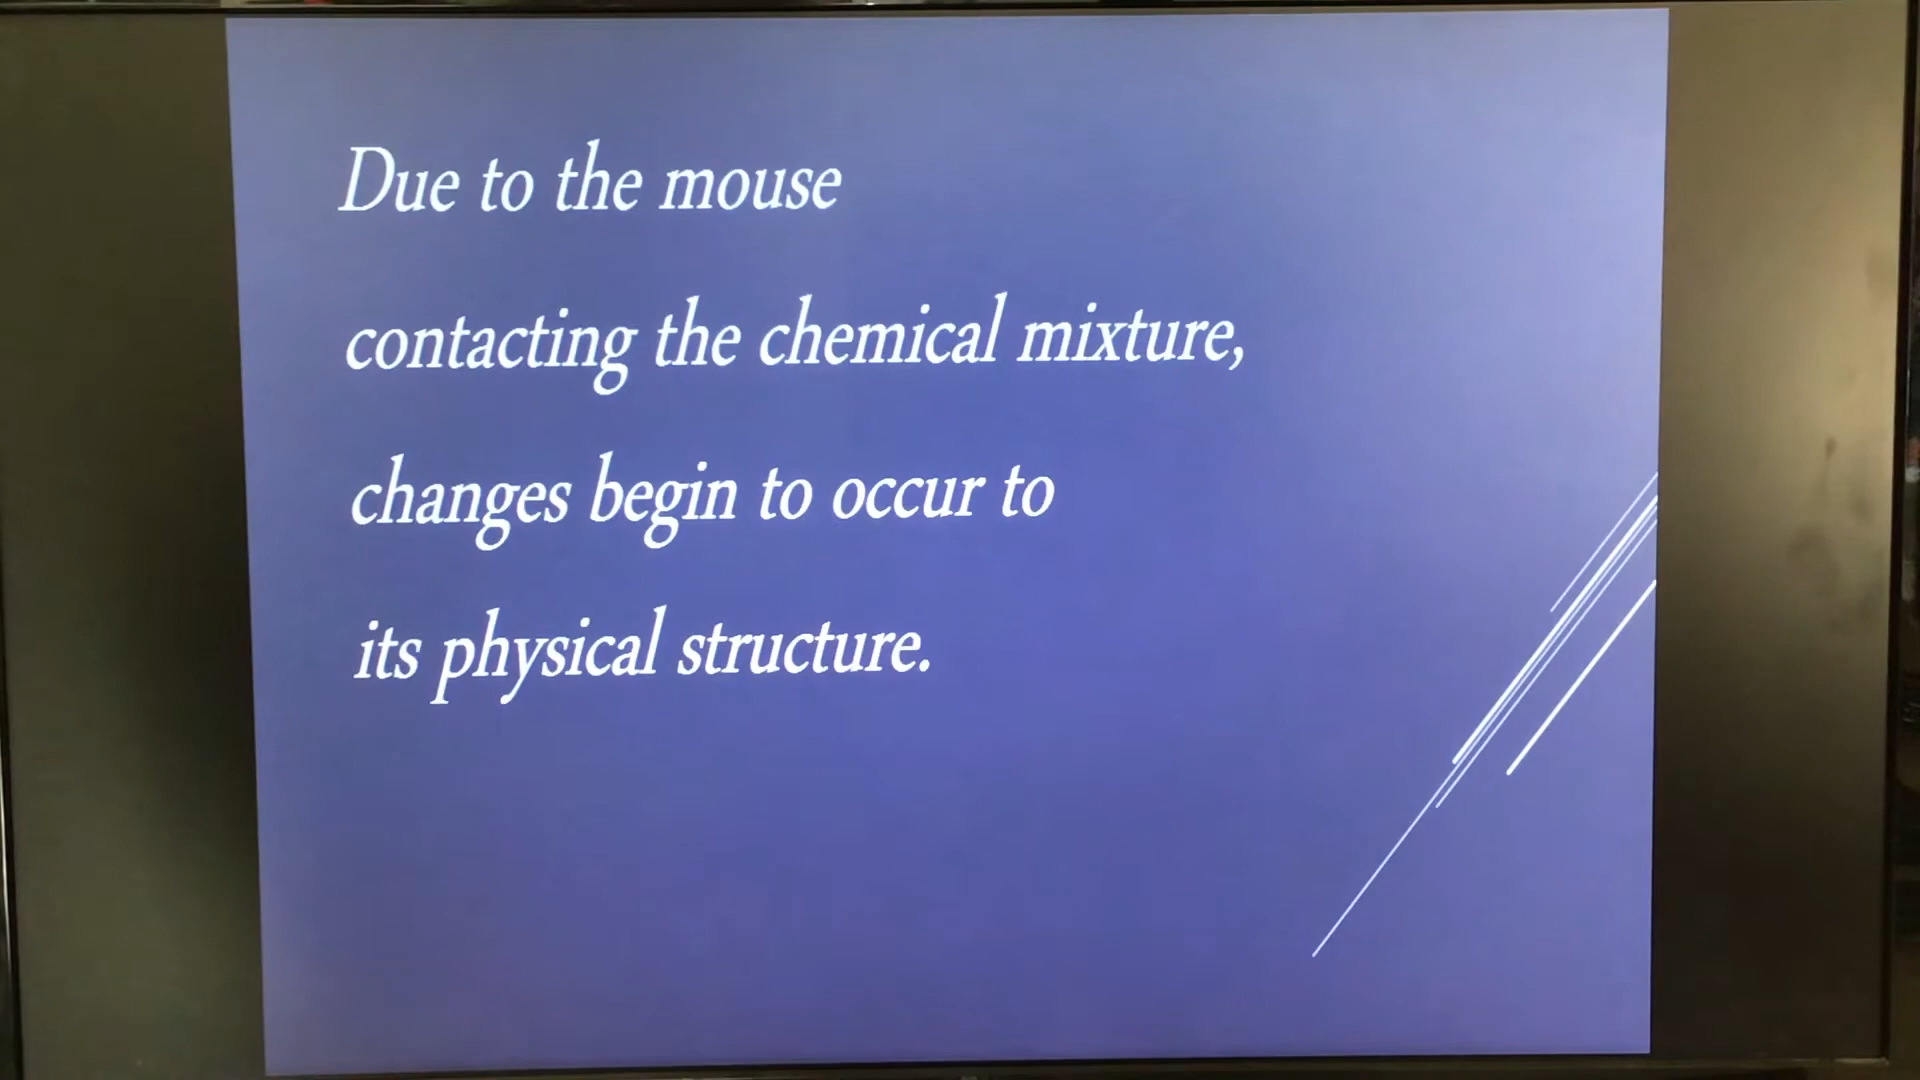 Due to the mouse
contacting the chemical mixture,
changes begin to occur to
its physical structure.